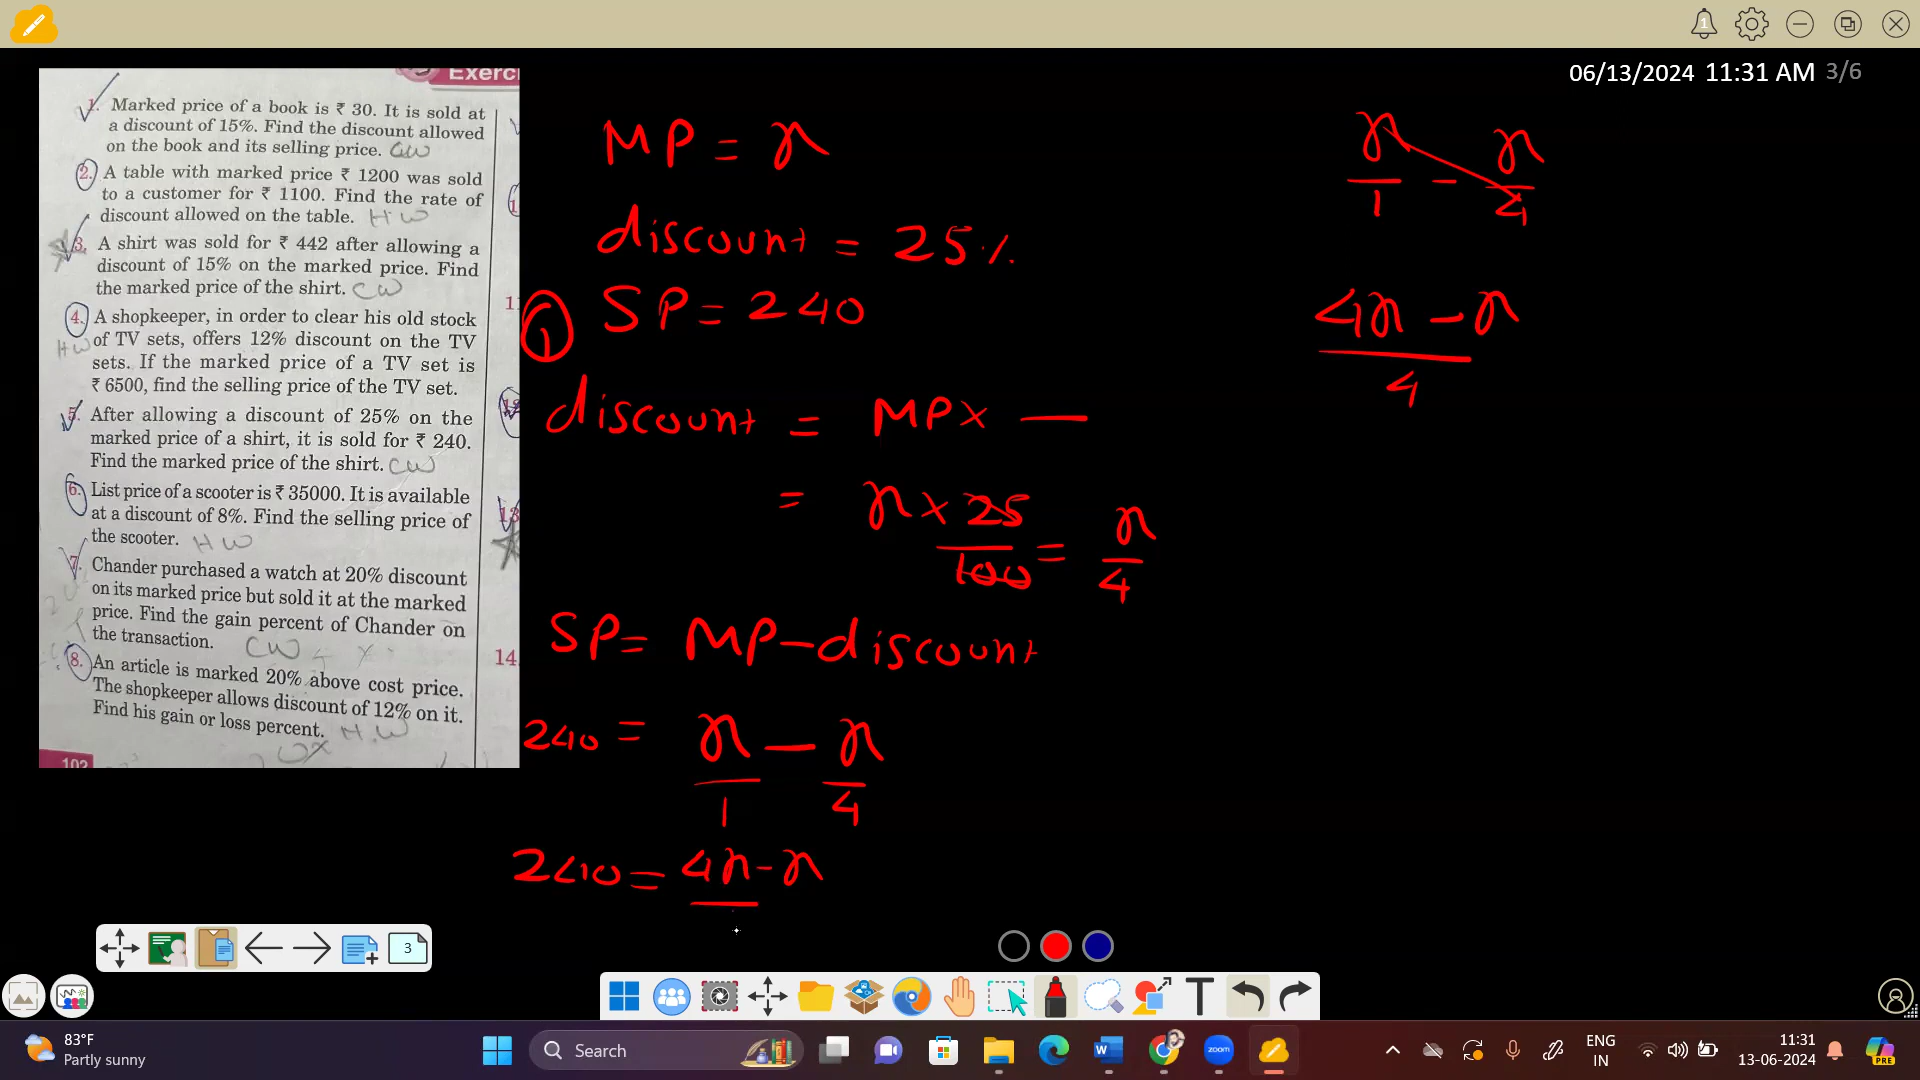 06/13/2024 11:31 AM 3/6
Exerci
1. Marked price of a book is ₹ 30. It is sold at
a discount of 15%. Find the discount allowed
on the book and its selling price. CW
2. A table with marked price ₹ 1200 was sold
to a customer for ₹ 1100. Find the rate of
discount allowed on the table. HW
3. A shirt was sold for ₹ 442 after allowing a
discount of 15% on the marked price. Find
the marked price of the shirt. CW
4. A shopkeeper, in order to clear his old stock
HW of TV sets, offers 12% discount on the TV
sets. If the marked price of a TV set is
₹ 6500, find the selling price of the TV set.
5. After allowing a discount of 25% on the
marked price of a shirt, it is sold for ₹ 240.
Find the marked price of the shirt. CW
6. List price of a scooter is ₹ 35000. It is available
at a discount of 8%. Find the selling price of
the scooter. HW
7. Chander purchased a watch at 20% discount
on its marked price but sold it at the marked
price. Find the gain percent of Chander on
the transaction. CW
8. An article is marked 20% above cost price.
The shopkeeper allows discount of 12% on it.
Find his gain or loss percent. H.W
102
11
13
14.
MP = x
discount = 25%
① SP = 240
discount = MP x —
= x × 25/100 = x/4
SP = MP - discount
240 = x/1 - x/4
240 = 4x - x
x/1 - x/4
4x - x
4
3
83°F
Partly sunny
Search
zoom
ENG
IN
11:31
13-06-2024
PRE